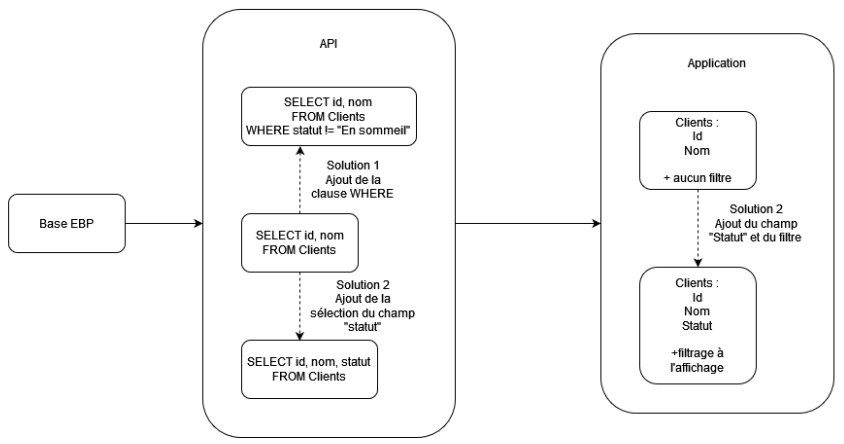 API
SELECT id, nom
FROM Clients
WHERE statut != "En sommeil"
Solution 1
Ajout de la
clause WHERE
Base EBP
SELECT id, nom
FROM Clients
Solution 2
Ajout de la
sélection du champ
"statut"
SELECT id, nom, statut
FROM Clients
Application
Clients :
Id
Nom
+ aucun filtre
Solution 2
Ajout du champ
"Statut" et du filtre
Clients :
Id
Nom
Statut
+filtrage à
l'affichage